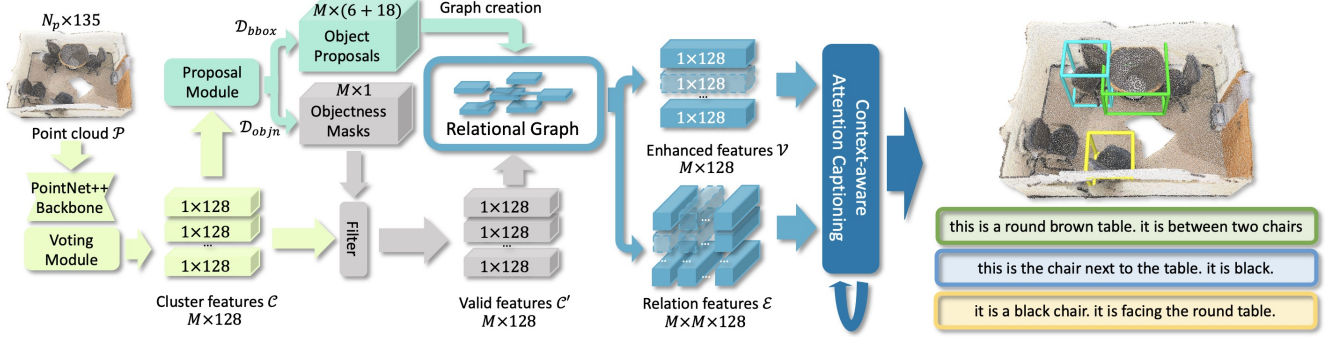 N_p×135
Point cloud 𝒫
PointNet++
Backbone
Voting
Module
1×128
1×128
...
1×128
Cluster features 𝒞
M×128
Proposal
Module
𝒟_bbox
𝒟_objn
M×(6 + 18)
Object
Proposals
M×1
Objectness
Masks
Filter
Graph creation
Relational Graph
1×128
1×128
...
1×128
Valid features 𝒞′
M×128
1×128
1×128
...
1×128
Enhanced features 𝒱
M×128
...
...
...
Relation features ℰ
M×M×128
Context-aware
Attention Captioning
this is a round brown table. it is between two chairs
this is the chair next to the table. it is black.
it is a black chair. it is facing the round table.